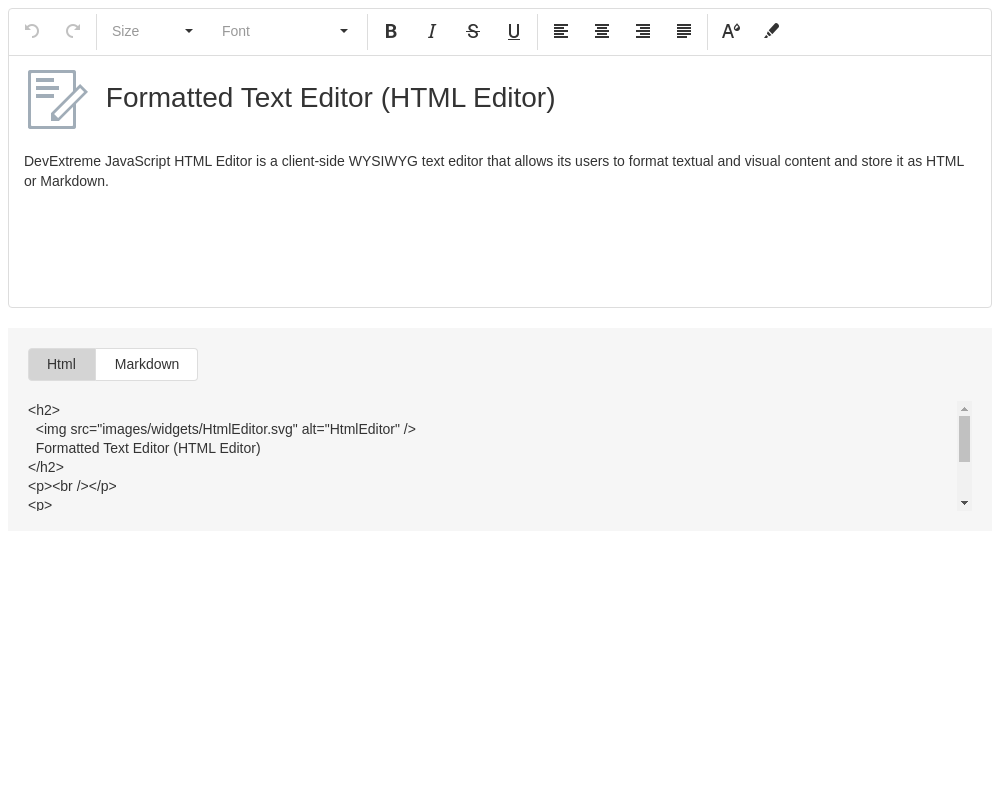 Size Font B I S U A
Formatted Text Editor (HTML Editor)
DevExtreme JavaScript HTML Editor is a client-side WYSIWYG text editor that allows its users to format textual and visual content and store it as HTML
or Markdown.
Html Markdown
<h2>
  <img src="images/widgets/HtmlEditor.svg" alt="HtmlEditor" />
  Formatted Text Editor (HTML Editor)
</h2>
<p><br /></p>
<p>